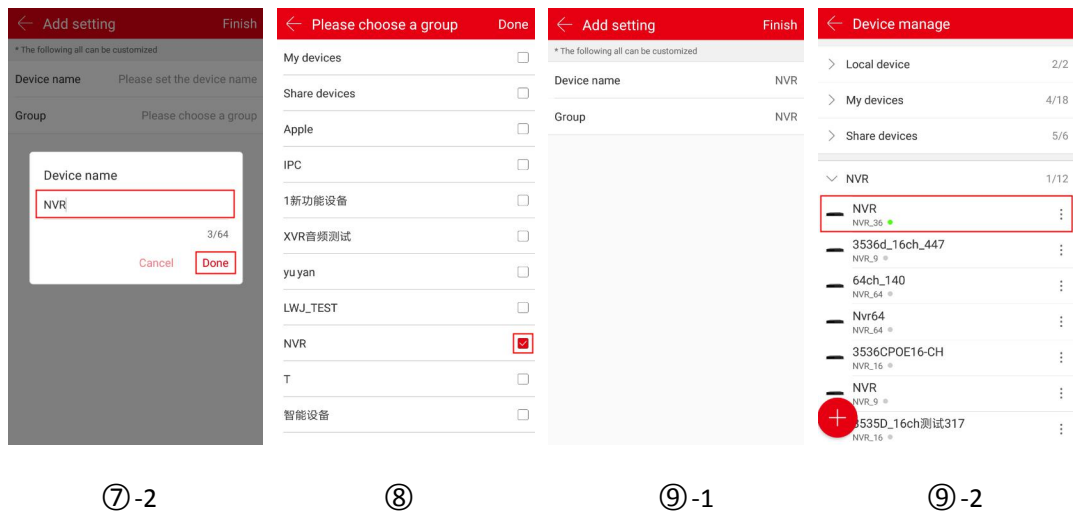 ← Add setting Finish
* The following all can be customized
Device name Please set the device name
Group Please choose a group
Device name
NVR
3/64
Cancel Done
⑦-2
← Please choose a group Done
My devices
Share devices
Apple
IPC
1新功能设备
XVR音频测试
yu yan
LWJ_TEST
NVR
T
智能设备
⑧
← Add setting Finish
* The following all can be customized
Device name NVR
Group NVR
⑨-1
← Device manage
Local device 2/2
My devices 4/18
Share devices 5/6
NVR 1/12
NVR
NVR_36
3536d_16ch_447
NVR_9
64ch_140
NVR_64
Nvr64
NVR_64
3536CPOE16-CH
NVR_16
NVR
NVR_9
3535D_16ch测试317
NVR_16
⑨-2